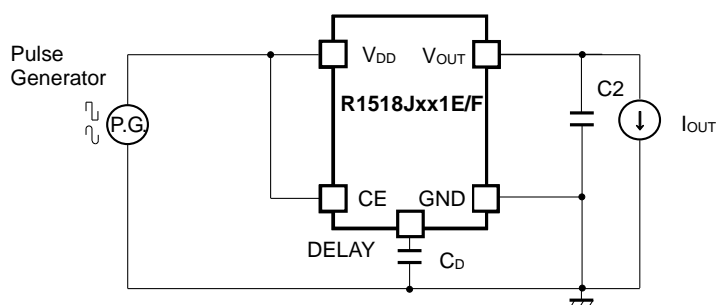 Pulse
Generator
P.G.
VDD
VOUT
R1518Jxx1E/F
C2
IOUT
CE
GND
DELAY
CD